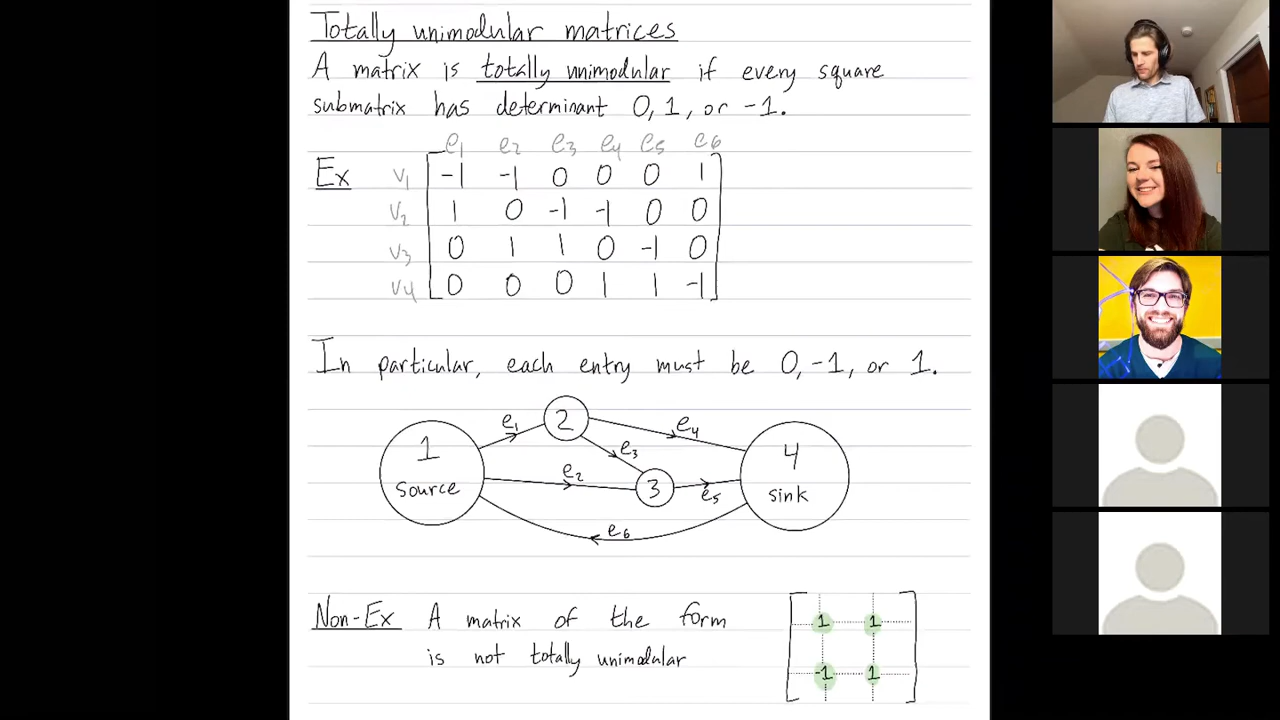 Totally unimodular matrices
A matrix is totally unimodular if every square
submatrix has determinant 0, 1, or -1.
e1 e2 e3 e4 e5 e6
Ex v1 -1 -1 0 0 0 1
v2 1 0 -1 -1 0 0
v3 0 1 1 0 -1 0
v4 0 0 0 1 1 -1
In particular, each entry must be 0, -1, or 1.
1 source
e1
2
e4
e3
e2
3
e5
4 sink
e6
Non-Ex A matrix of the form
is not totally unimodular
1 1
-1 1